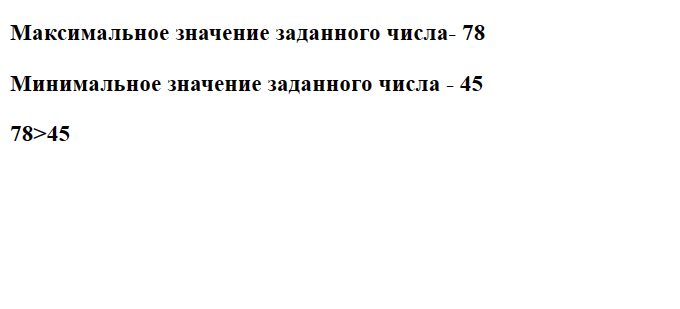 Максимальное значение заданного числа- 78
Минимальное значение заданного числа - 45
78>45